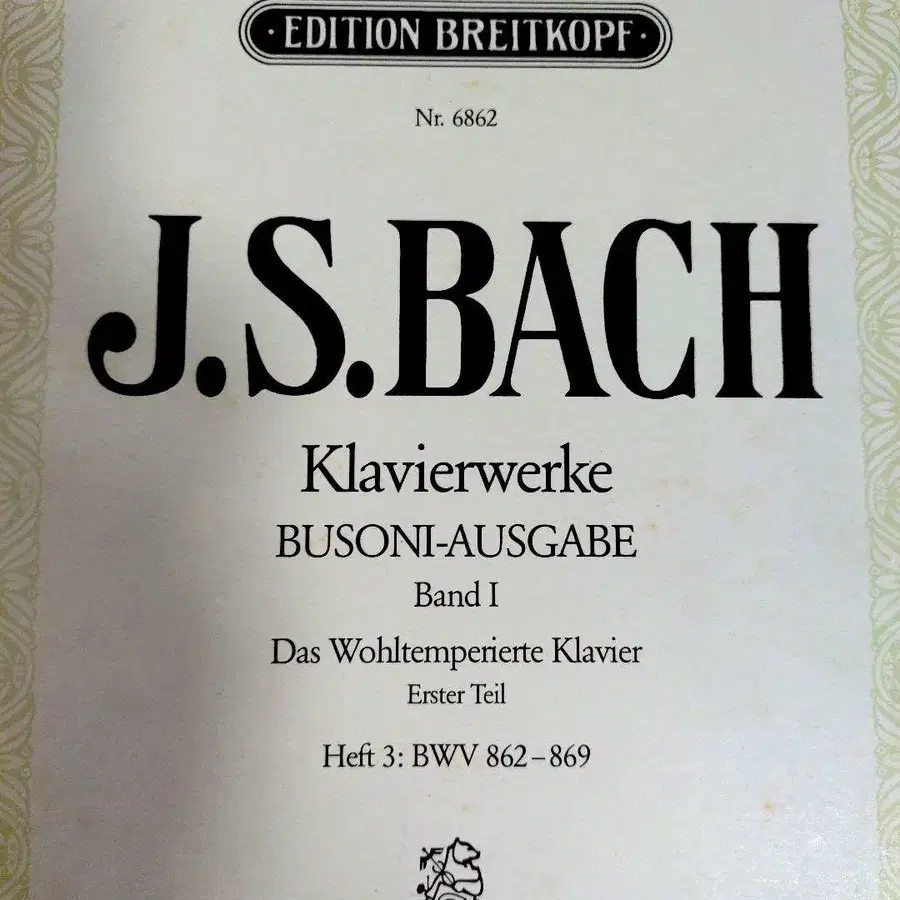 · EDITION BREITKOPF ·
Nr. 6862
J.S.BACH
Klavierwerke
BUSONI-AUSGABE
Band I
Das Wohltemperierte Klavier
Erster Teil
Heft 3: BWV 862–869